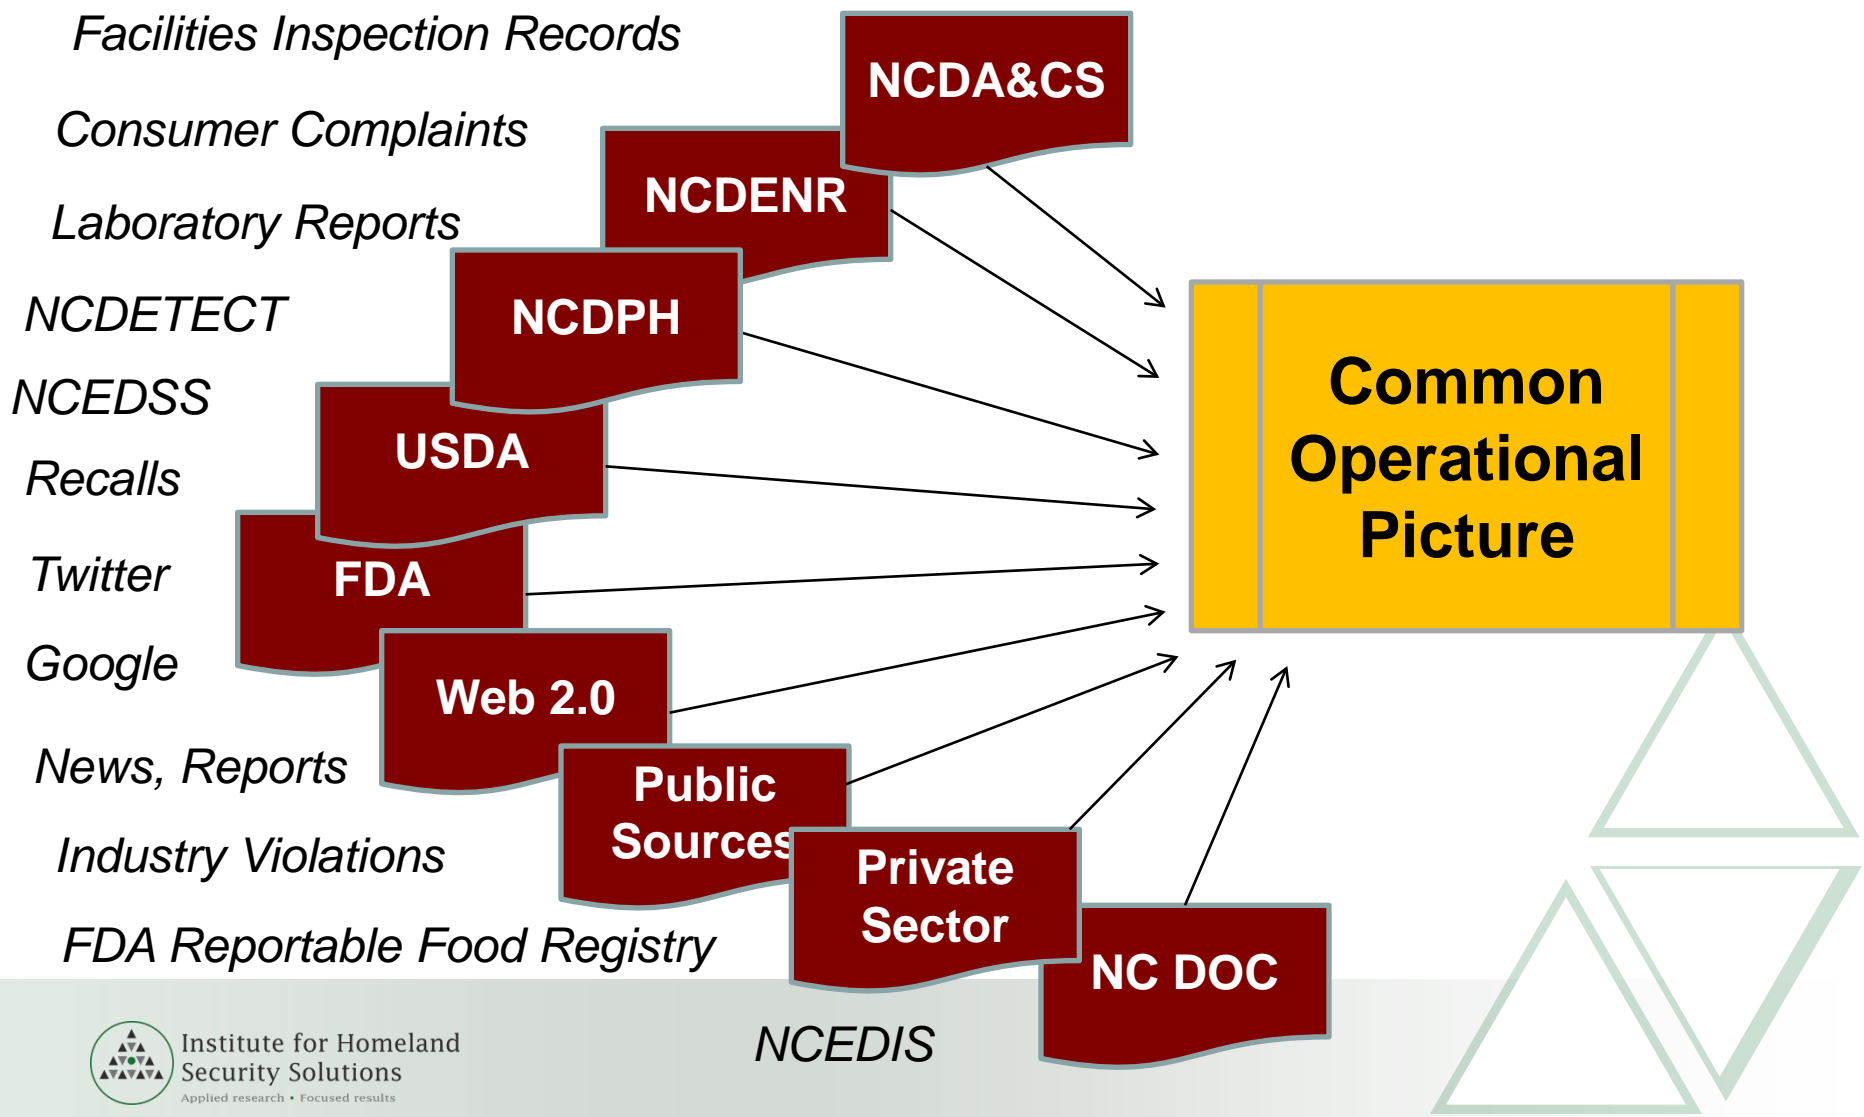 Facilities Inspection Records
NCDA&CS
Consumer Complaints
NCDENR
Laboratory Reports
NCDETECT
NCDPH
NCEDSS
USDA
Recalls
Twitter
FDA
Google
Web 2.0
News, Reports
Public
Sources
Industry Violations
Private
Sector
FDA Reportable Food Registry
NC DOC
NCEDIS
Common
Operational
Picture
Institute for Homeland
Security Solutions
Applied research • Focused results